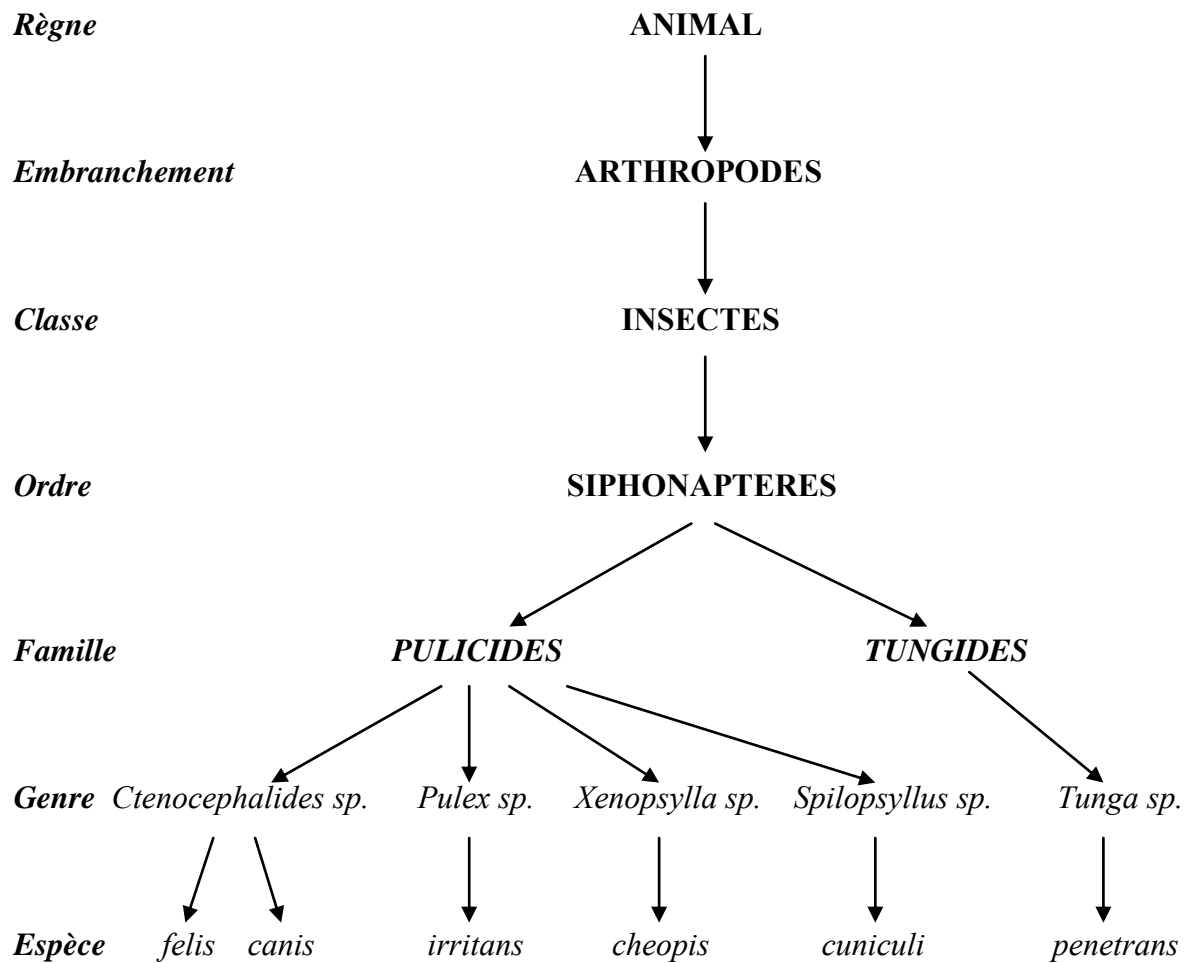 Règne ANIMAL
Embranchement ARTHROPODES
Classe INSECTES
Ordre SIPHONAPTERES
Famille PULICIDES TUNGIDES
Genre Ctenocephalides sp. Pulex sp. Xenopsylla sp. Spilopsyllus sp. Tunga sp.
Espèce felis canis irritans cheopis cuniculi penetrans